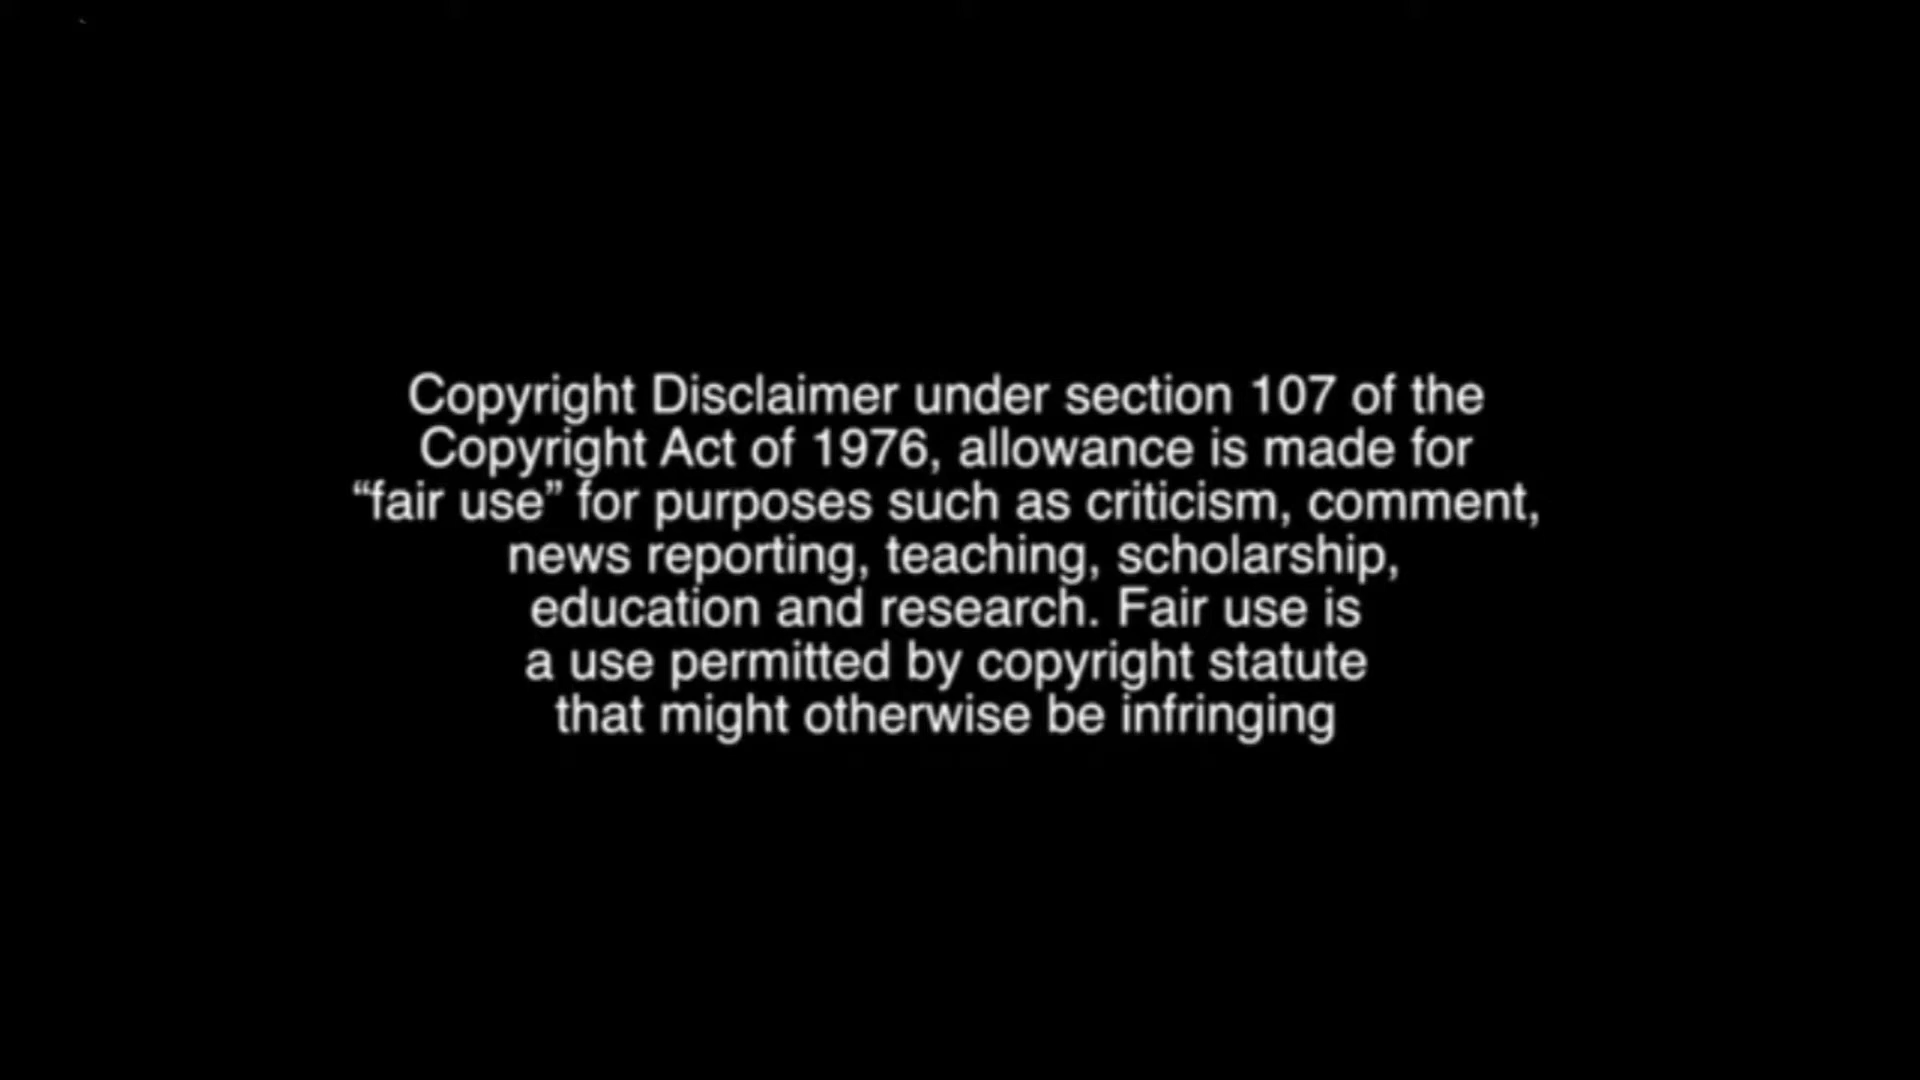 Copyright Disclaimer under section 107 of the
Copyright Act of 1976, allowance is made for
“fair use” for purposes such as criticism, comment,
news reporting, teaching, scholarship,
education and research. Fair use is
a use permitted by copyright statute
that might otherwise be infringing